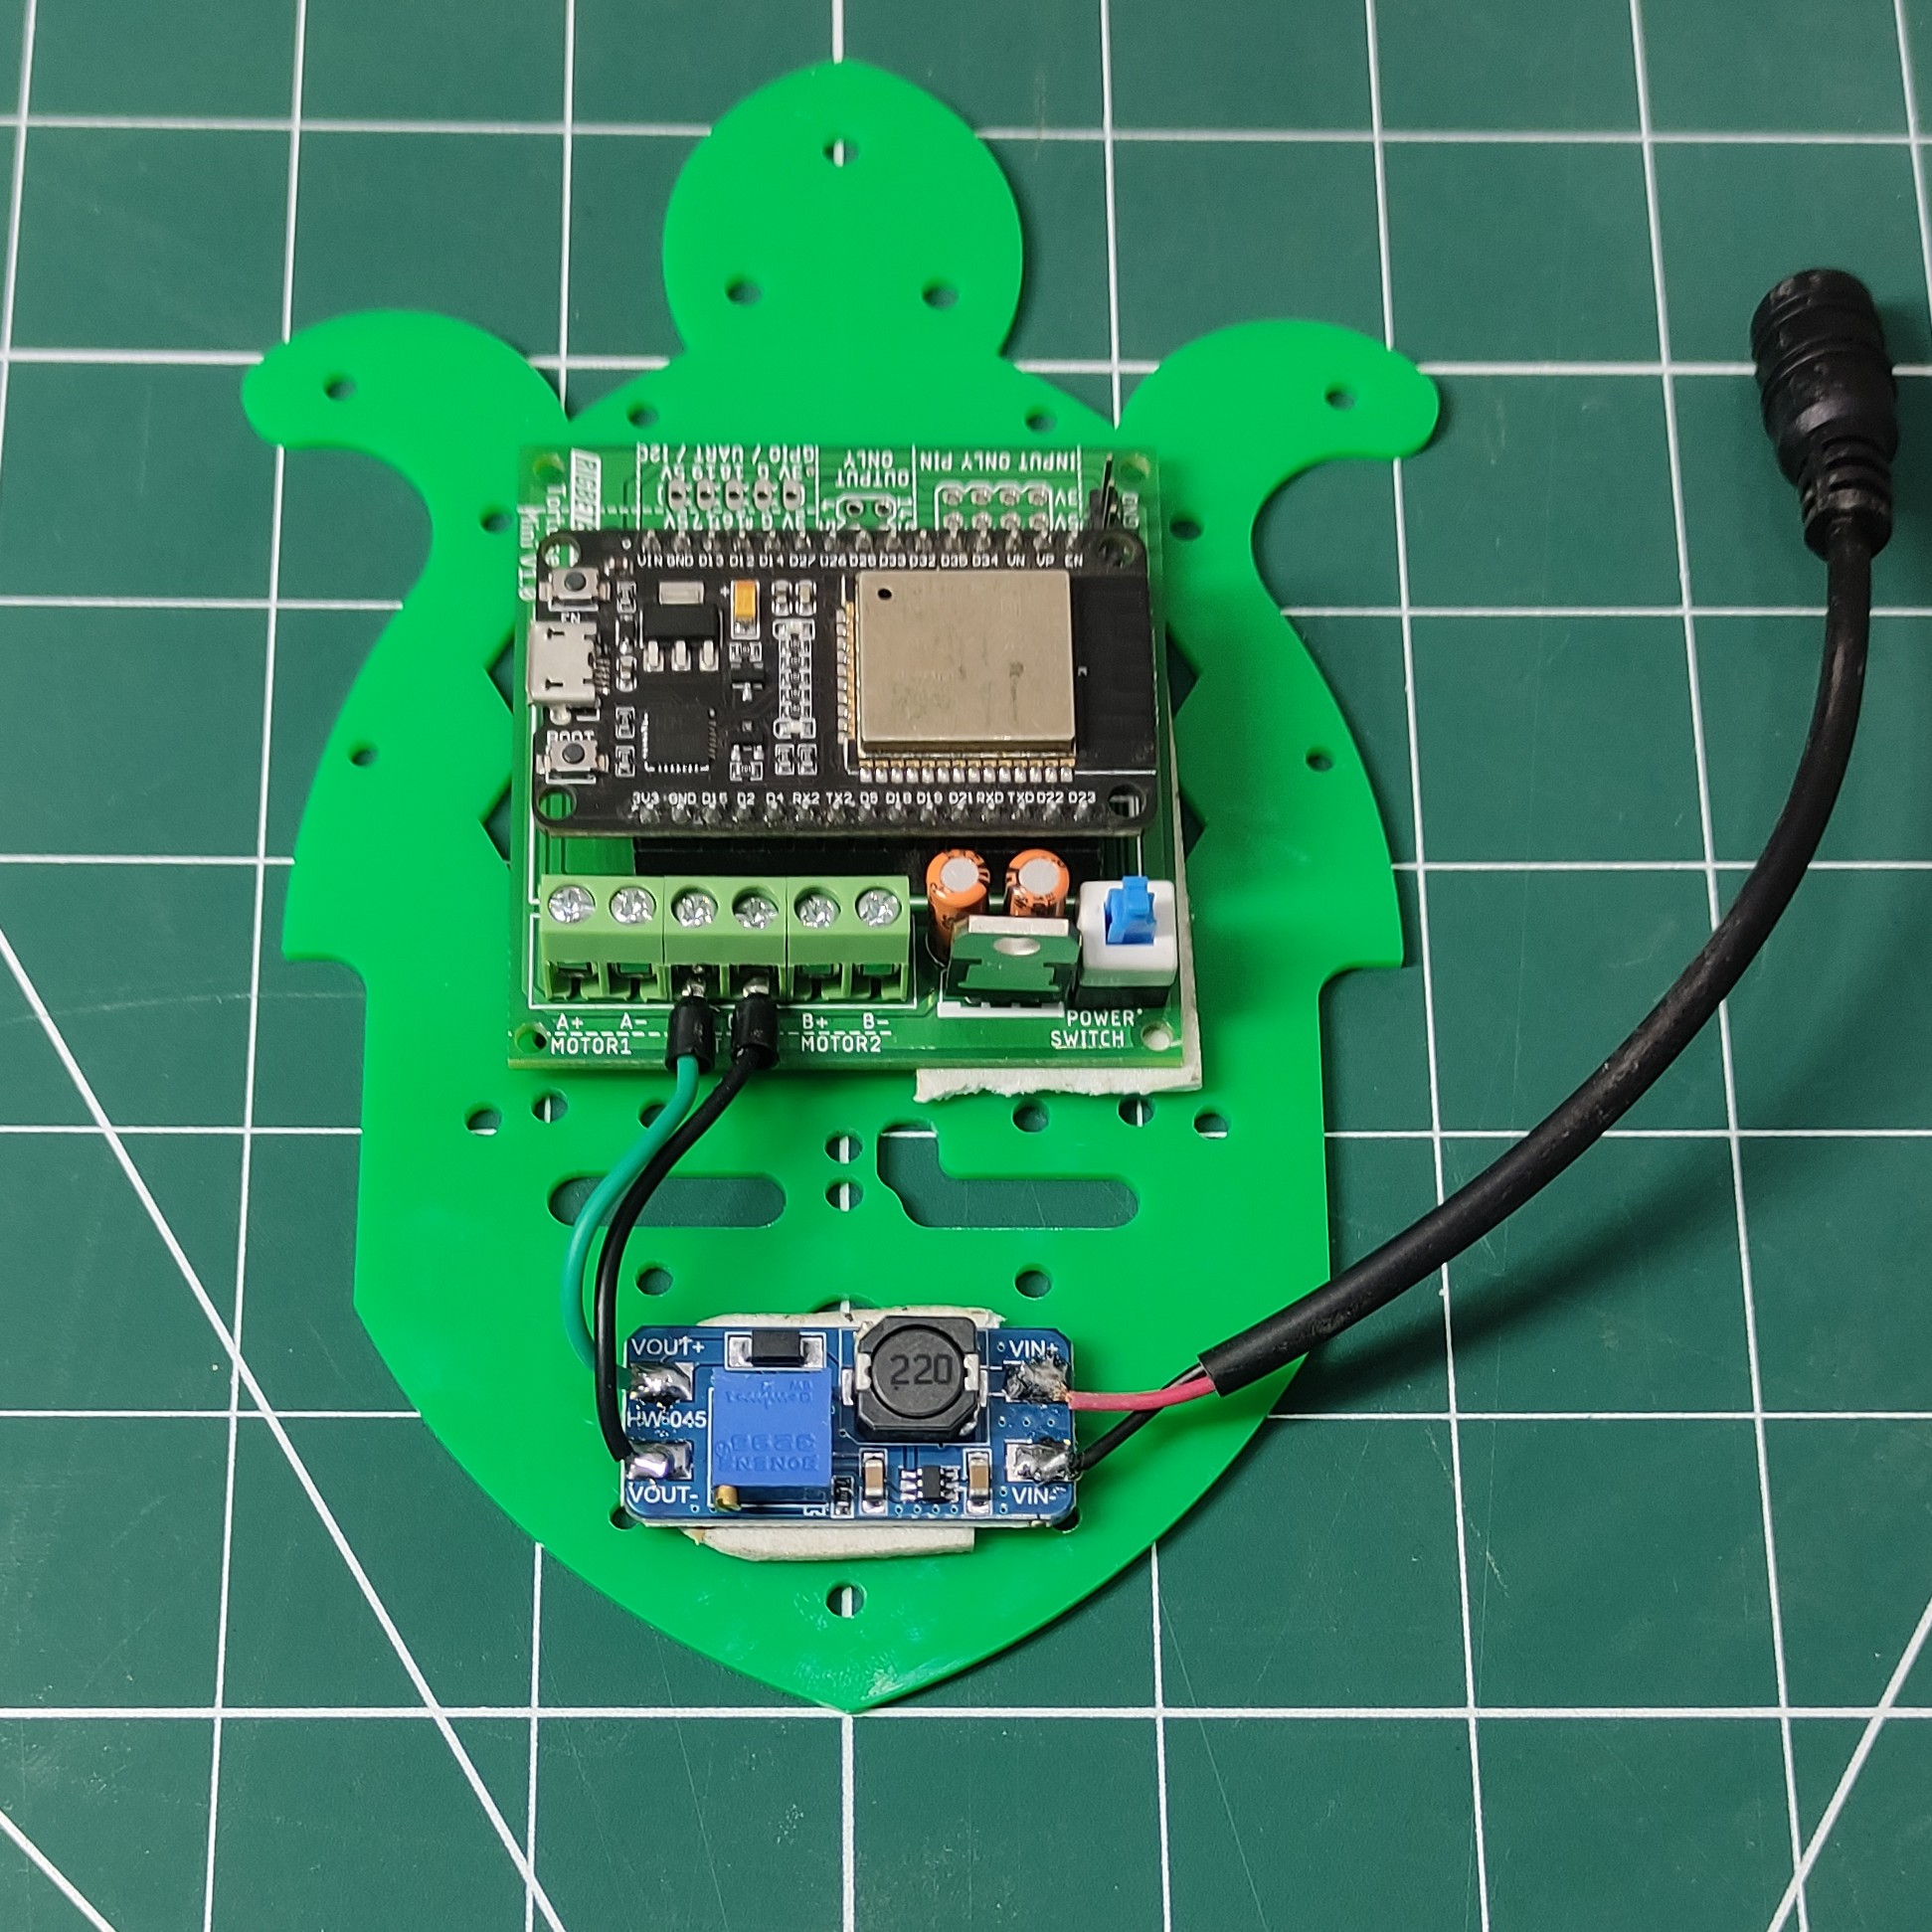 GPIO / UART / I2C
OUTPUT
ONLY
INPUT ONLY PIN
VIN GND D13 D12 D14 D27 D26 D25 D33 D32 D35 D34 VN VP EN
BOOT
3V3 GND D15 D2 D4 RX2 TX2 D5 D18 D19 D21 RX0 TX0 D22 D23
A+ A- B+ B-
MOTOR1 MOTOR2
POWER
SWITCH
VOUT+ VIN+
220
HW-045
VOUT- VIN-